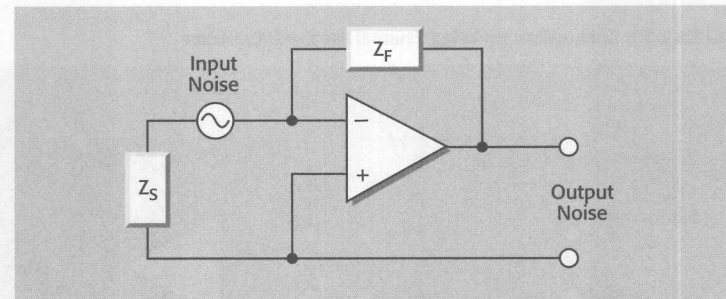 Z_F
Input
Noise
−
+
Z_S
Output
Noise